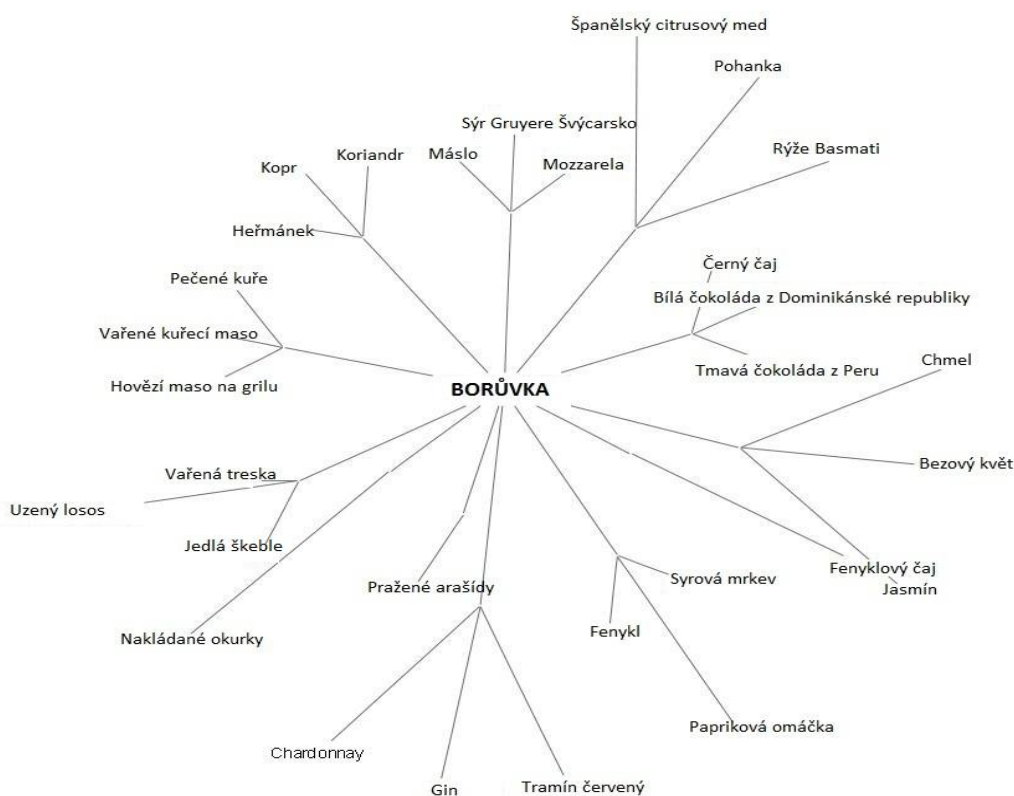 Španělský citrusový med
Pohanka
Sýr Gruyere Švýcarsko
Rýže Basmati
Koriandr
Máslo
Mozzarela
Kopr
Heřmánek
Černý čaj
Pečené kuře
Bílá čokoláda z Dominikánské republiky
Vařené kuřecí maso
Chmel
Tmavá čokoláda z Peru
Hovězí maso na grilu
BORŮVKA
Bezový květ
Vařená treska
Uzený losos
Jedlá škeble
Fenyklový čaj
Syrová mrkev
Pražené arašídy
Jasmín
Fenykl
Nakládané okurky
Papriková omáčka
Chardonnay
Gin
Tramín červený